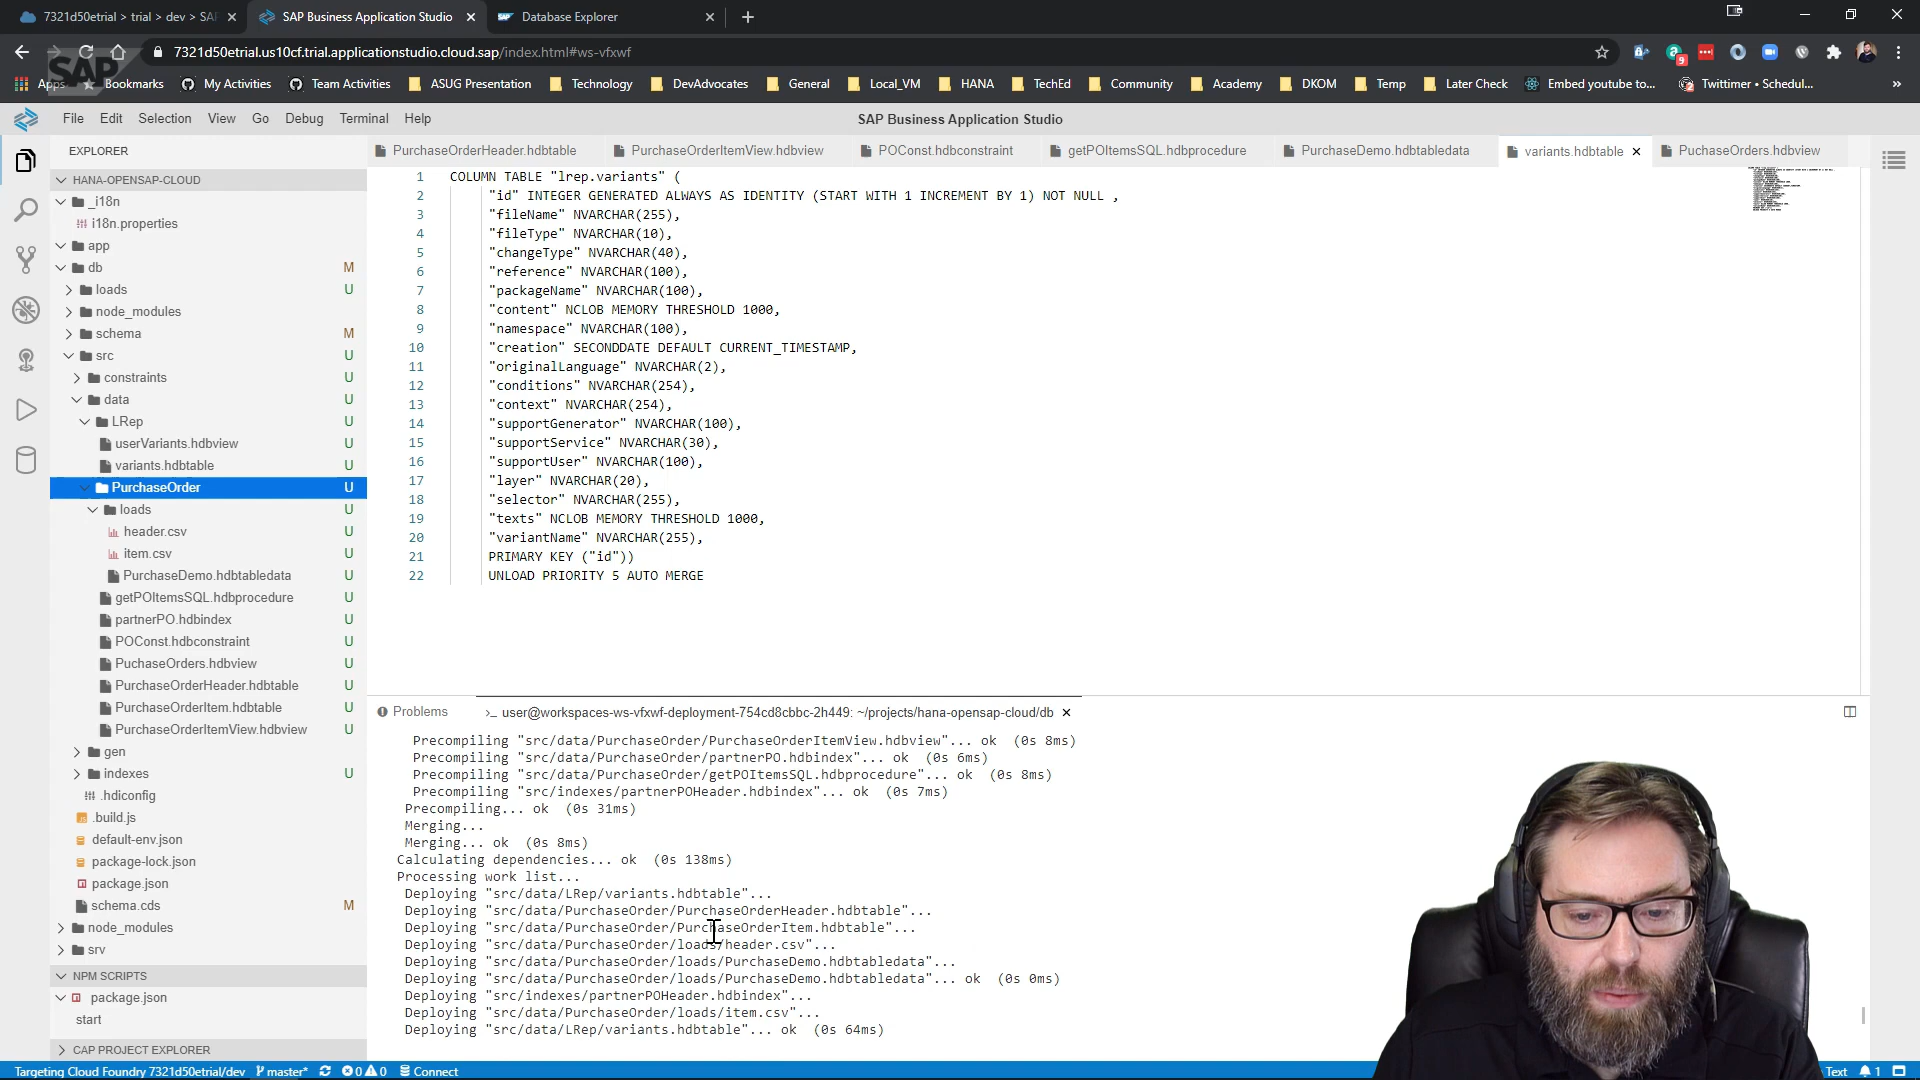 7321d50etrial > trial > dev > SAP
SAP Business Application Studio
Database Explorer
7321d50etrial.us10cf.trial.applicationstudio.cloud.sap/index.html#ws-vfxwf
SAP
9
Apps
Bookmarks
My Activities
Team Activities
ASUG Presentation
Technology
DevAdvocates
General
Local_VM
HANA
TechEd
Community
Academy
DKOM
Temp
Later Check
Embed youtube to...
Twittimer • Schedul...
File
Edit
Selection
View
Go
Debug
Terminal
Help
SAP Business Application Studio
EXPLORER
HANA-OPENSAP-CLOUD
_i18n
i18n.properties
app
db M
loads U
node_modules
schema M
src U
constraints U
data U
LRep U
userVariants.hdbview U
variants.hdbtable U
PurchaseOrder U
loads U
header.csv U
item.csv U
PurchaseDemo.hdbtabledata U
getPOItemsSQL.hdbprocedure U
partnerPO.hdbindex U
POConst.hdbconstraint U
PuchaseOrders.hdbview U
PurchaseOrderHeader.hdbtable U
PurchaseOrderItem.hdbtable U
PurchaseOrderItemView.hdbview U
gen
indexes U
.hdiconfig
.build.js
default-env.json
package-lock.json
package.json
schema.cds M
node_modules
srv
NPM SCRIPTS
package.json
start
CAP PROJECT EXPLORER
PurchaseOrderHeader.hdbtable
PurchaseOrderItemView.hdbview
POConst.hdbconstraint
getPOItemsSQL.hdbprocedure
PurchaseDemo.hdbtabledata
variants.hdbtable
PuchaseOrders.hdbview
1 COLUMN TABLE "lrep.variants" (
2 "id" INTEGER GENERATED ALWAYS AS IDENTITY (START WITH 1 INCREMENT BY 1) NOT NULL ,
3 "fileName" NVARCHAR(255),
4 "fileType" NVARCHAR(10),
5 "changeType" NVARCHAR(40),
6 "reference" NVARCHAR(100),
7 "packageName" NVARCHAR(100),
8 "content" NCLOB MEMORY THRESHOLD 1000,
9 "namespace" NVARCHAR(100),
10 "creation" SECONDDATE DEFAULT CURRENT_TIMESTAMP,
11 "originalLanguage" NVARCHAR(2),
12 "conditions" NVARCHAR(254),
13 "context" NVARCHAR(254),
14 "supportGenerator" NVARCHAR(100),
15 "supportService" NVARCHAR(30),
16 "supportUser" NVARCHAR(100),
17 "layer" NVARCHAR(20),
18 "selector" NVARCHAR(255),
19 "texts" NCLOB MEMORY THRESHOLD 1000,
20 "variantName" NVARCHAR(255),
21 PRIMARY KEY ("id"))
22 UNLOAD PRIORITY 5 AUTO MERGE
Problems
>_ user@workspaces-ws-vfxwf-deployment-754cd8cbbc-2h449: ~/projects/hana-opensap-cloud/db
Precompiling "src/data/PurchaseOrder/PurchaseOrderItemView.hdbview"... ok (0s 8ms)
Precompiling "src/data/PurchaseOrder/partnerPO.hdbindex"... ok (0s 6ms)
Precompiling "src/data/PurchaseOrder/getPOItemsSQL.hdbprocedure"... ok (0s 8ms)
Precompiling "src/indexes/partnerPOHeader.hdbindex"... ok (0s 7ms)
Precompiling... ok (0s 31ms)
Merging...
Merging... ok (0s 8ms)
Calculating dependencies... ok (0s 138ms)
Processing work list...
Deploying "src/data/LRep/variants.hdbtable"...
Deploying "src/data/PurchaseOrder/PurchaseOrderHeader.hdbtable"...
Deploying "src/data/PurchaseOrder/PurchaseOrderItem.hdbtable"...
Deploying "src/data/PurchaseOrder/loads/header.csv"...
Deploying "src/data/PurchaseOrder/loads/PurchaseDemo.hdbtabledata"...
Deploying "src/data/PurchaseOrder/loads/PurchaseDemo.hdbtabledata"... ok (0s 0ms)
Deploying "src/indexes/partnerPOHeader.hdbindex"...
Deploying "src/data/PurchaseOrder/loads/item.csv"...
Deploying "src/data/LRep/variants.hdbtable"... ok (0s 64ms)
Targeting Cloud Foundry 7321d50etrial/dev
master*
0
0
Connect
Text
1